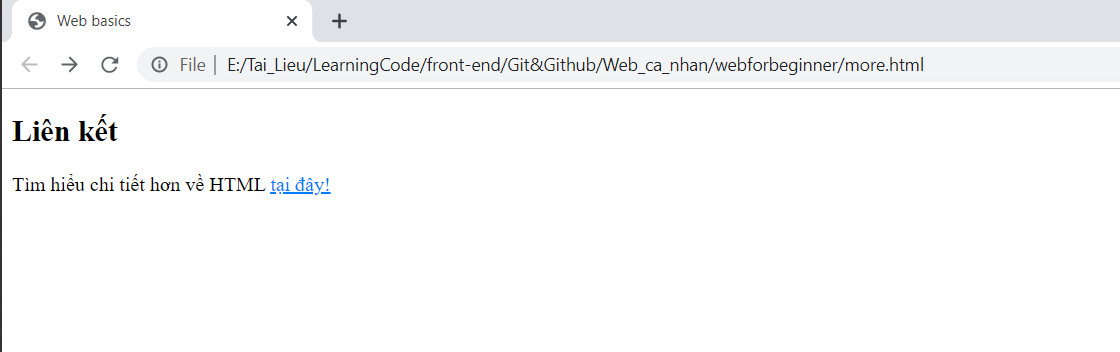 Web basics
File E:/Tai_Lieu/LearningCode/front-end/Git&Github/Web_ca_nhan/webforbeginner/more.html
Liên kết
Tìm hiểu chi tiết hơn về HTML tại đây!